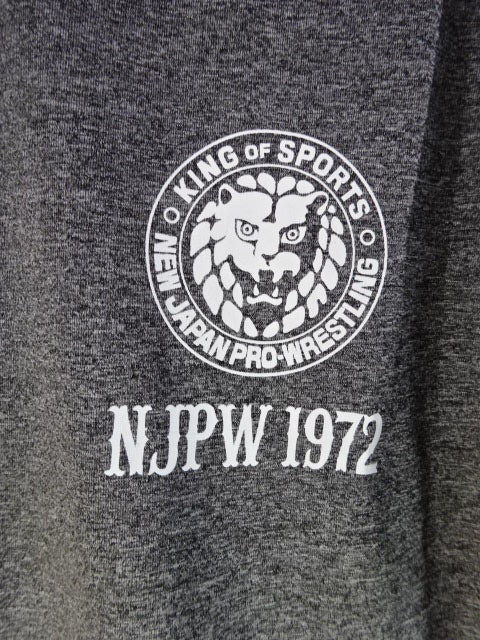 KING OF SPORTS
NEW JAPAN PRO-WRESTLING
NJPW 1972